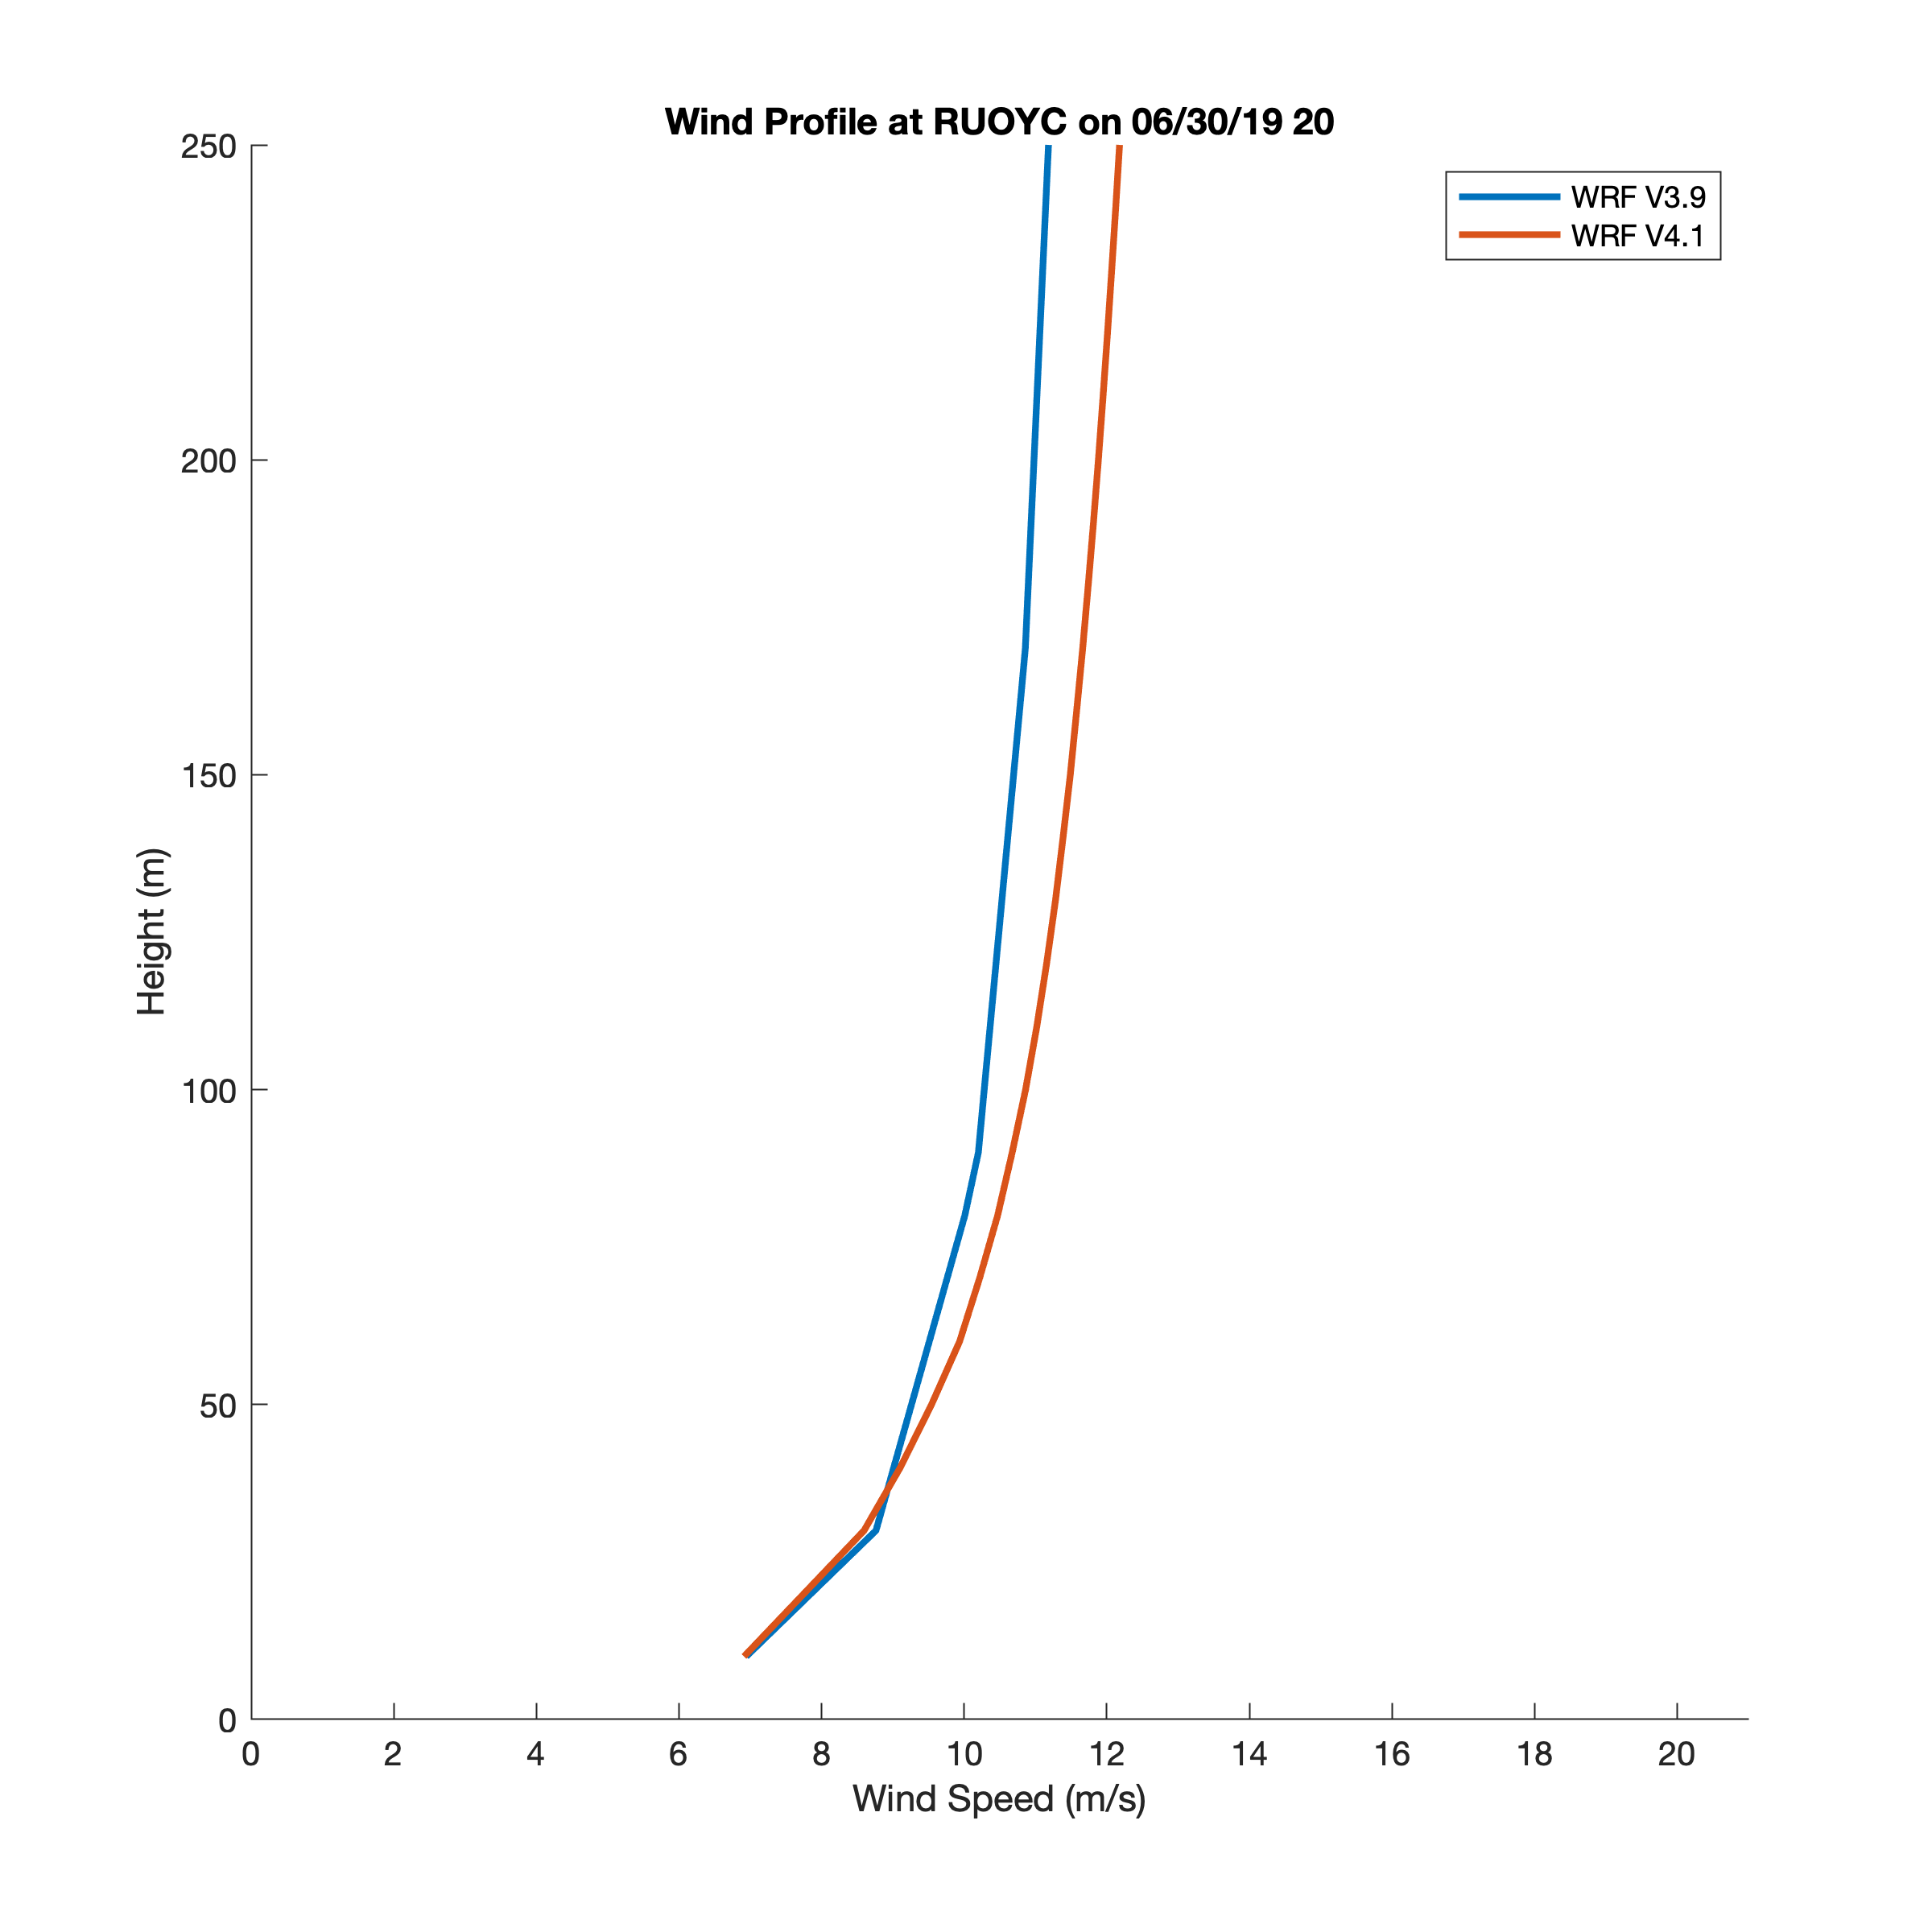 Wind Profile at RUOYC on 06/30/19 20
WRF V3.9
WRF V4.1
250
200
150
100
50
0
Height (m)
0 2 4 6 8 10 12 14 16 18 20
Wind Speed (m/s)